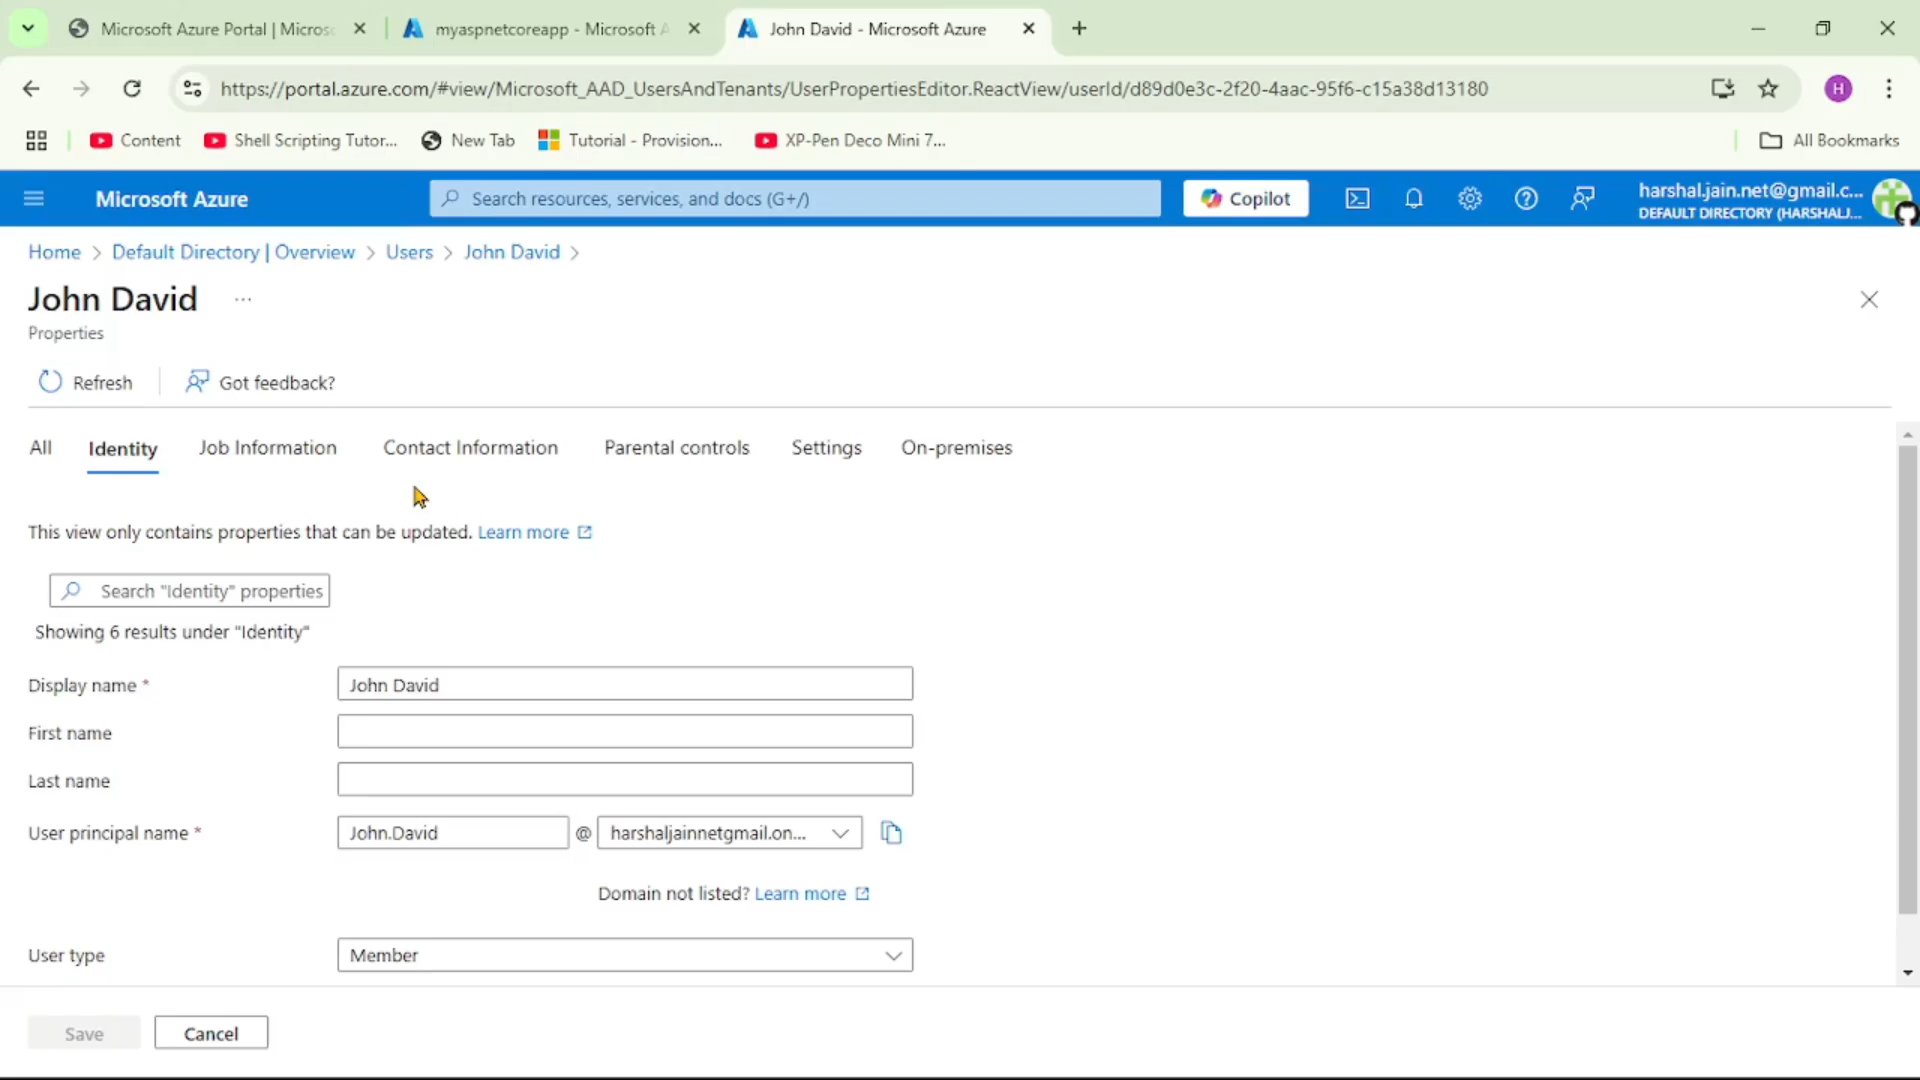 Microsoft Azure Portal | Micros
myaspnetcoreapp - Microsoft A
John David - Microsoft Azure
https://portal.azure.com/#view/Microsoft_AAD_UsersAndTenants/UserPropertiesEditor.ReactView/userId/d89d0e3c-2f20-4aac-95f6-c15a38d13180
H
Content
Shell Scripting Tutor...
New Tab
Tutorial - Provision...
XP-Pen Deco Mini 7...
All Bookmarks
Microsoft Azure
Search resources, services, and docs (G+/)
Copilot
harshal.jain.net@gmail.c...
DEFAULT DIRECTORY (HARSHALJ...
Home > Default Directory | Overview > Users > John David >
John David ...
Properties
Refresh
Got feedback?
All
Identity
Job Information
Contact Information
Parental controls
Settings
On-premises
This view only contains properties that can be updated. Learn more
Search "Identity" properties
Showing 6 results under "Identity"
Display name * John David
First name
Last name
User principal name * John.David @ harshaljainnetgmail.on...
Domain not listed? Learn more
User type Member
Save
Cancel